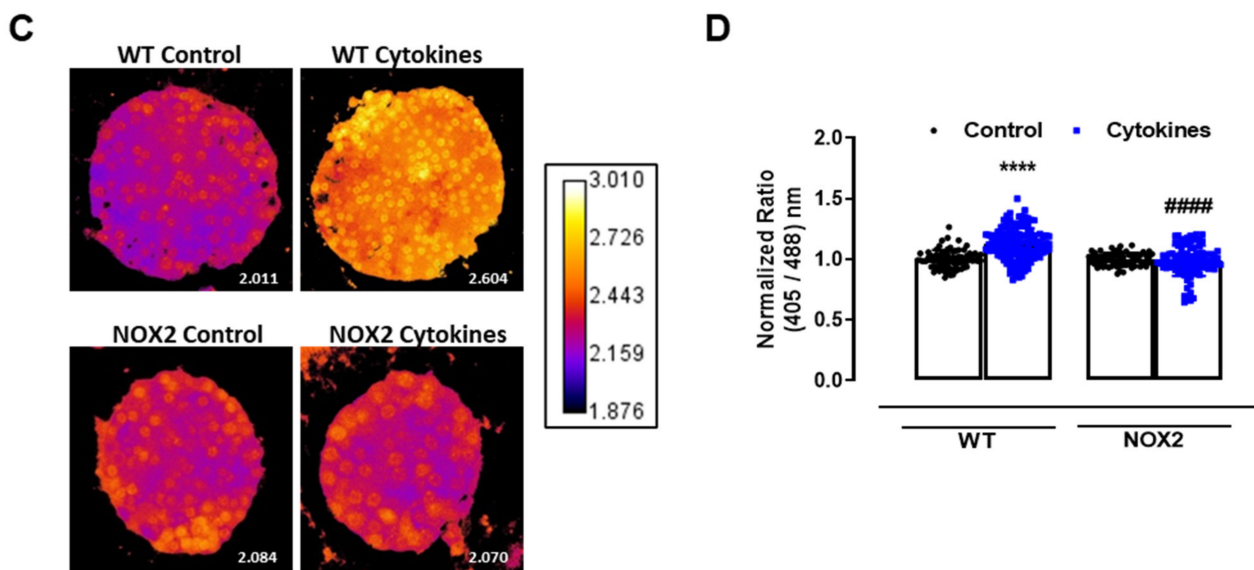 C
WT Control
WT Cytokines
2.011
2.604
NOX2 Control
NOX2 Cytokines
2.084
2.070
3.010
2.726
2.443
2.159
1.876
D
Control
Cytokines
Normalized Ratio
(405 / 488) nm
2.0
1.5
1.0
0.5
0.0
****
####
WT
NOX2